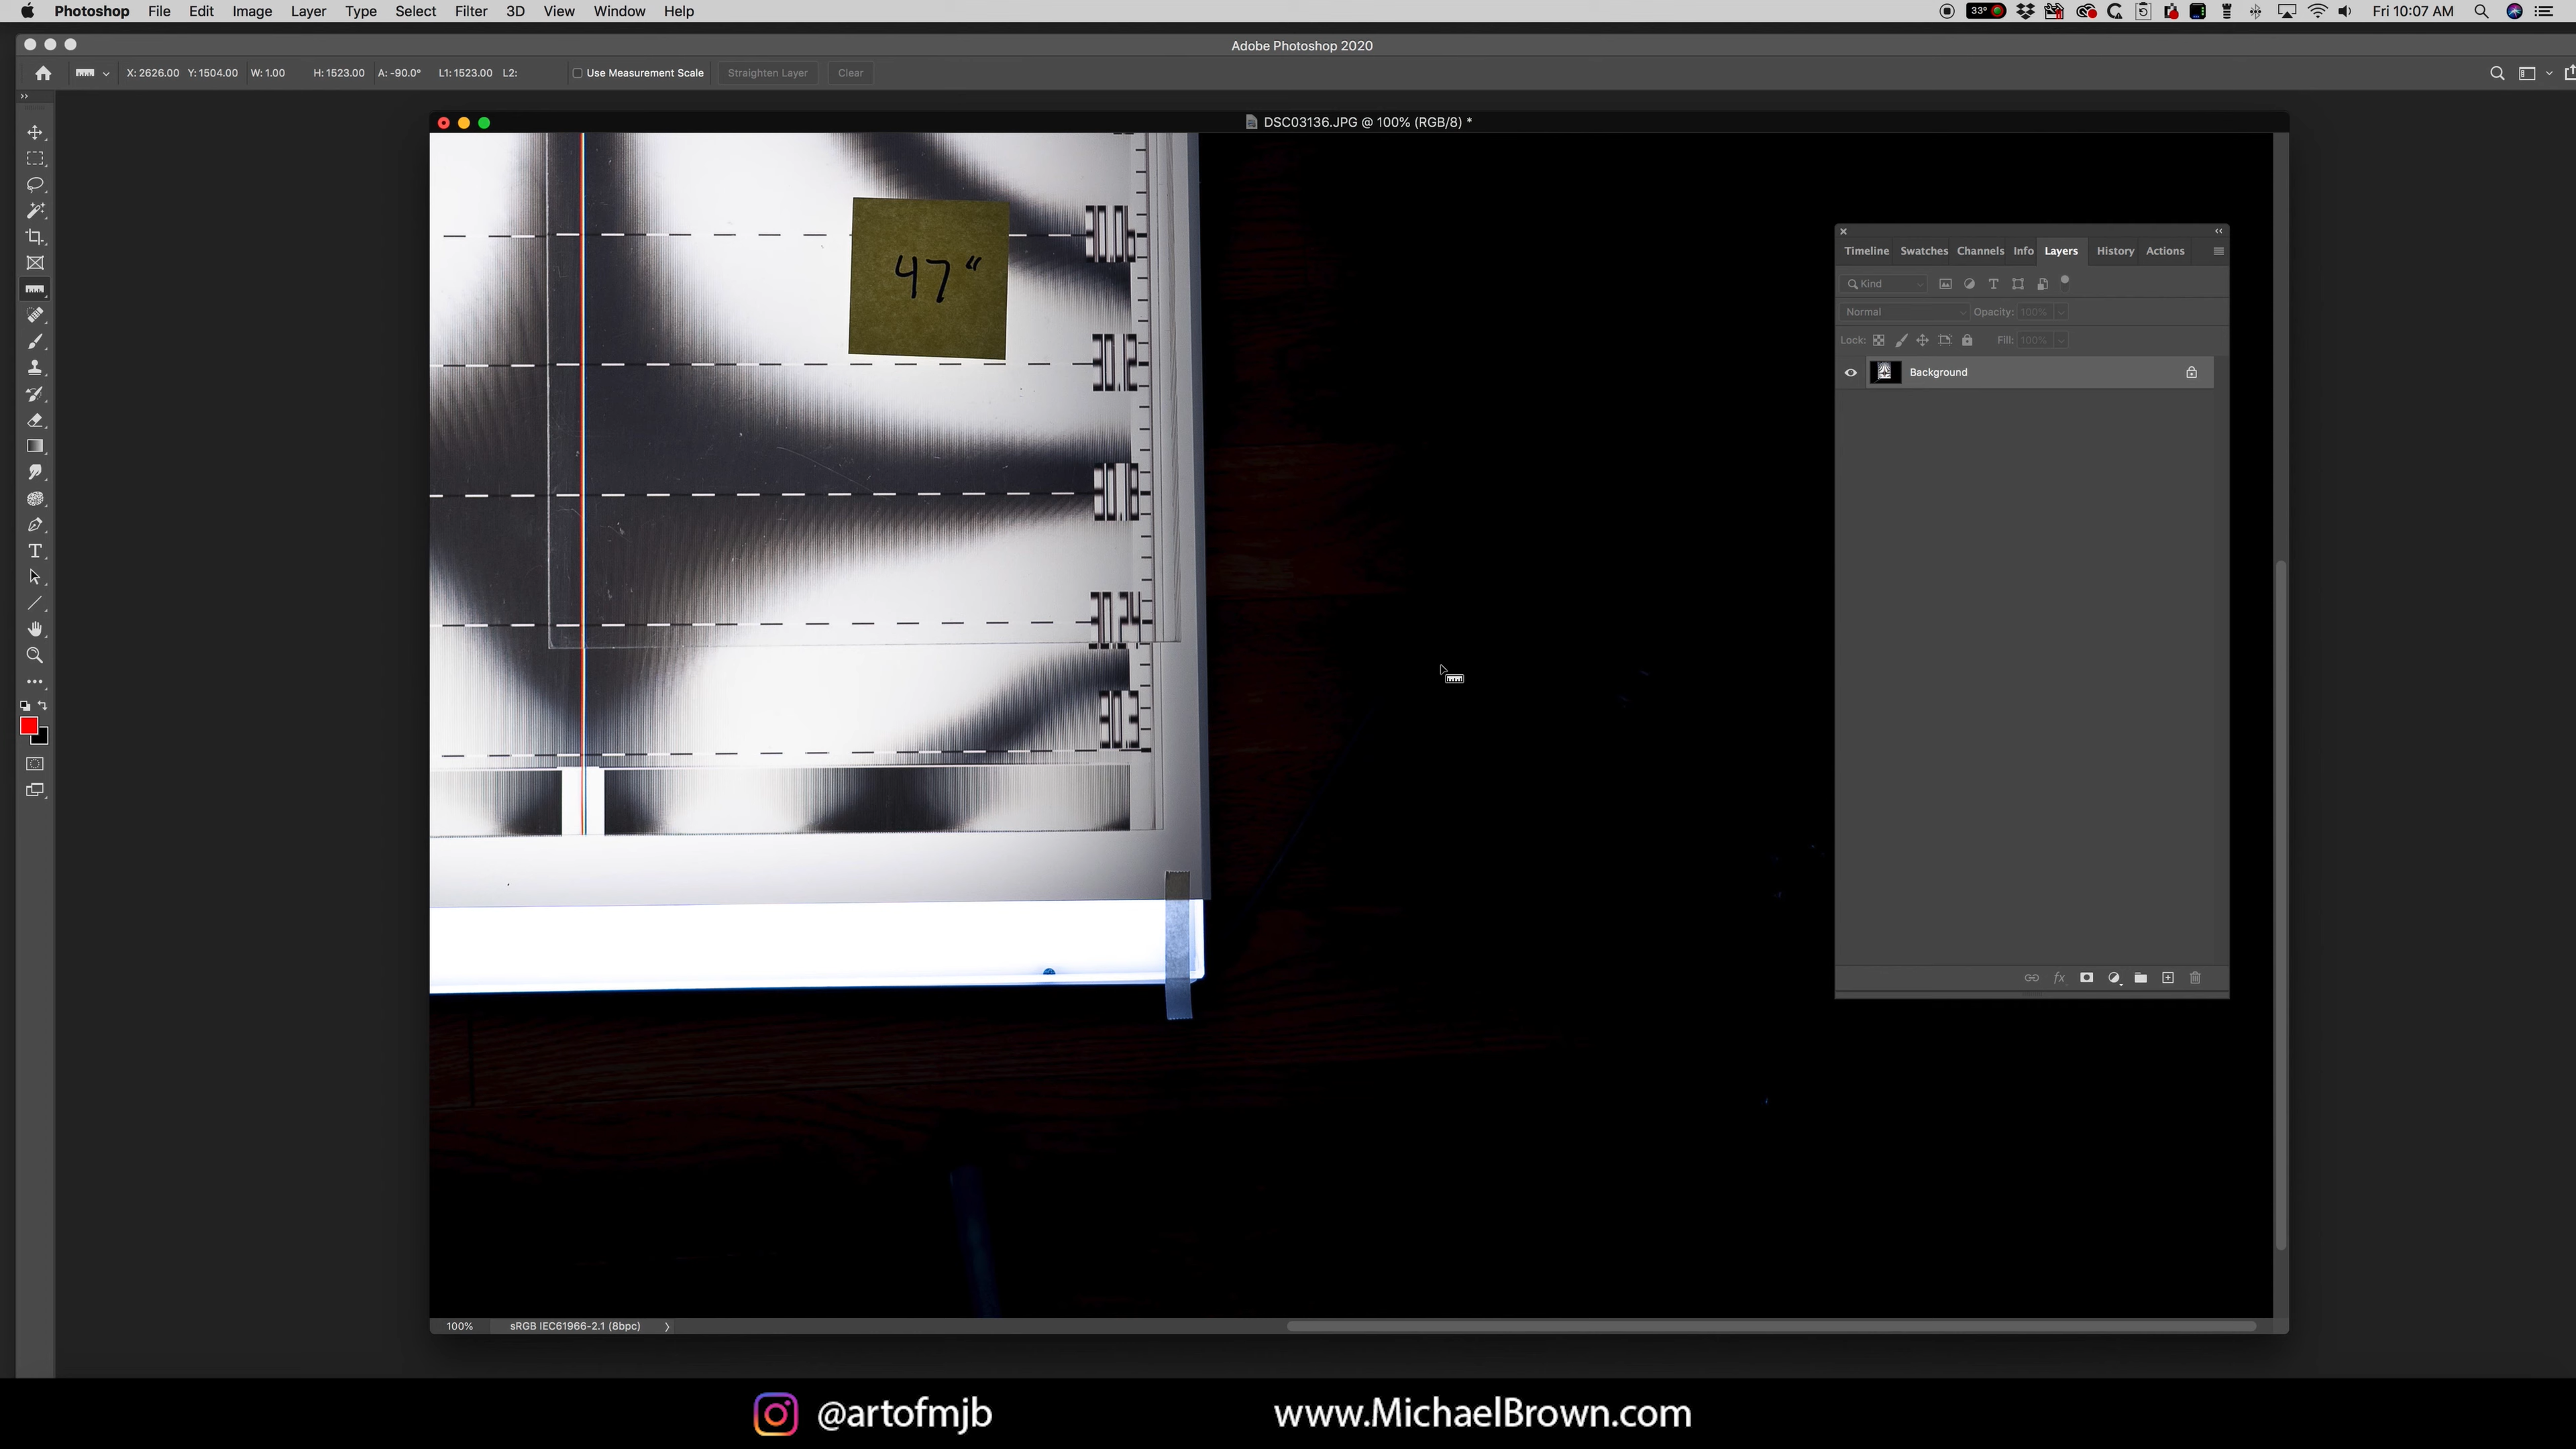 Photoshop File Edit Image Layer Type Select Filter 3D View Window Help
33° Fri 10:07 AM
Adobe Photoshop 2020
X: 2626.00 Y: 1504.00 W: 1.00 H: 1523.00 A: -90.0° L1: 1523.00 L2: Use Measurement Scale Straighten Layer Clear
DSC03136.JPG @ 100% (RGB/8) *
47"
Timeline Swatches Channels Info Layers History Actions
Kind
Normal Opacity: 100%
Lock: Fill: 100%
Background
fx
100% sRGB IEC61966-2.1 (8bpc)
@artofmjb www.MichaelBrown.com